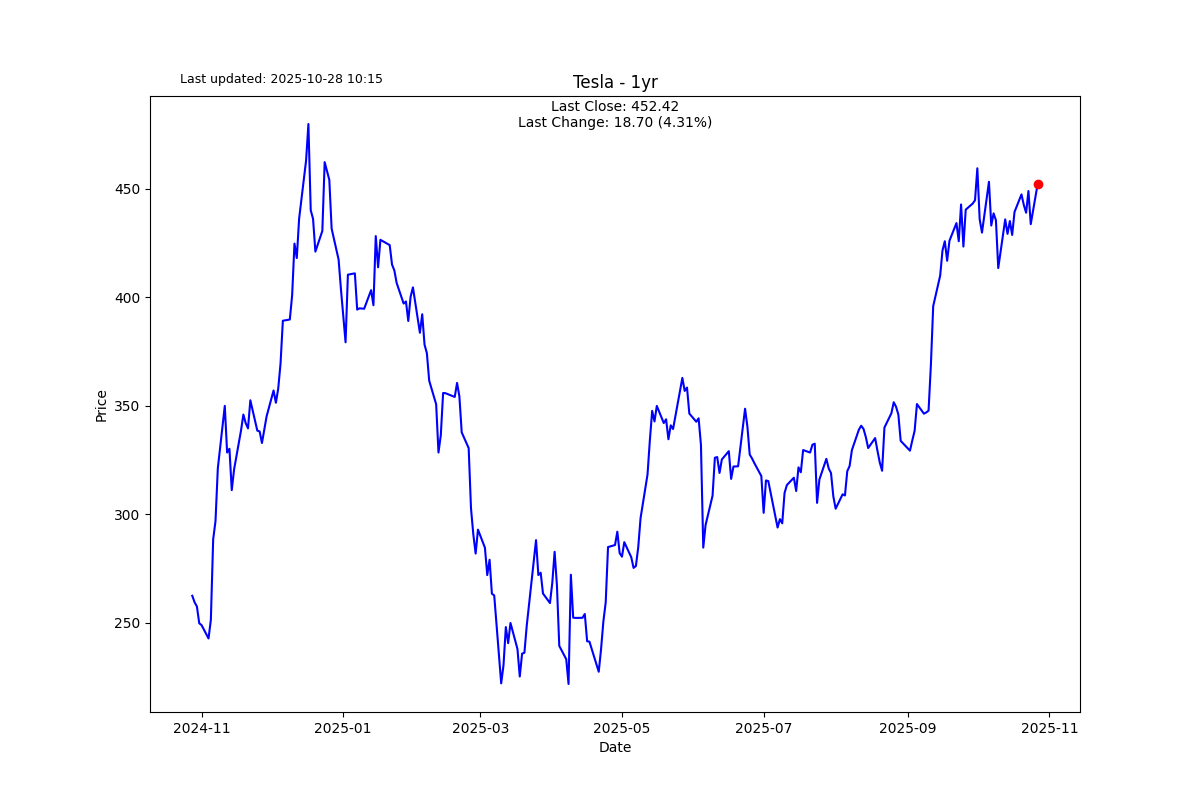 Last updated: 2025-10-28 10:15
Tesla - 1yr
Last Close: 452.42
Last Change: 18.70 (4.31%)
450
400
350
300
250
Price
2024-11
2025-01
2025-03
2025-05
2025-07
2025-09
2025-11
Date